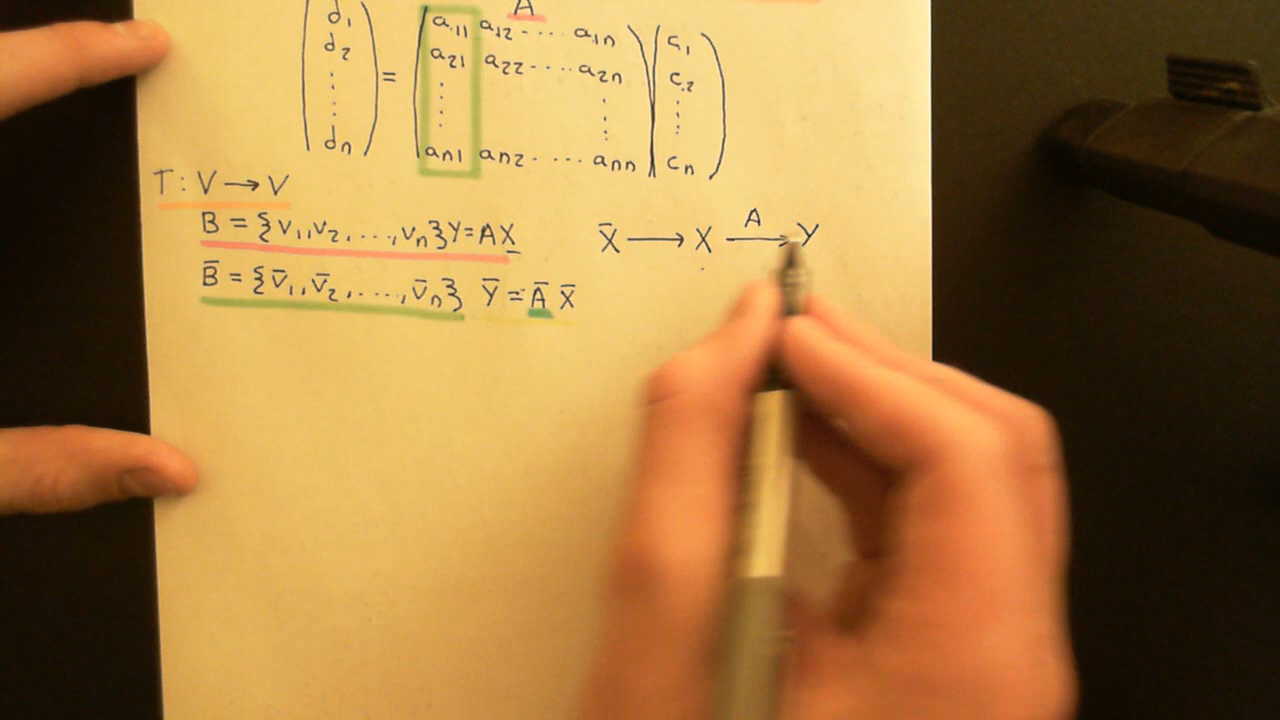 A
d₁ a₁₁ a₁₂ ···· a₁n c₁
d₂ = a₂₁ a₂₂ ···· a₂n c₂
⋮ ⋮ ⋮ ⋮
dn an1 an2 ···· ann cn
T : V → V
B = {v₁, v₂, ..., vn} Y = AX X̄ → X —A→ Y
B̄ = {v̄₁, v̄₂, ..., v̄n} Ȳ = Ā X̄